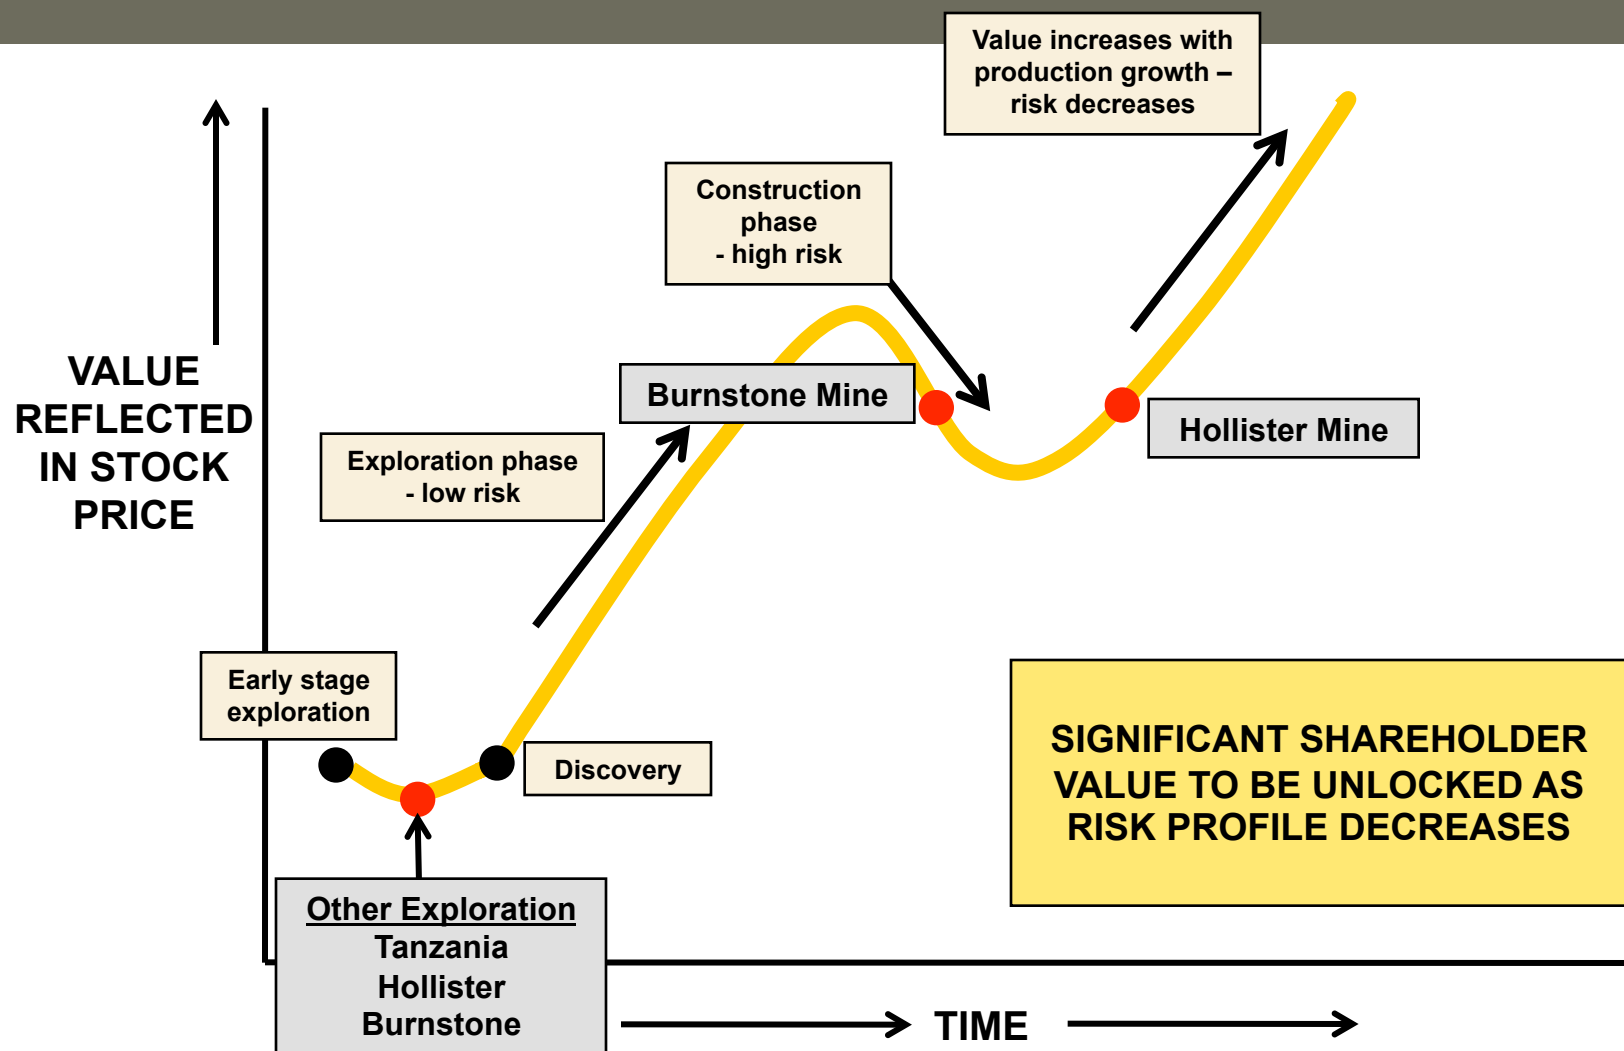 Value increases with
production growth –
risk decreases
Construction
phase
- high risk
VALUE
REFLECTED
IN STOCK
PRICE
Burnstone Mine
Hollister Mine
Exploration phase
- low risk
Early stage
exploration
Discovery
SIGNIFICANT SHAREHOLDER
VALUE TO BE UNLOCKED AS
RISK PROFILE DECREASES
Other Exploration
Tanzania
Hollister
Burnstone
TIME